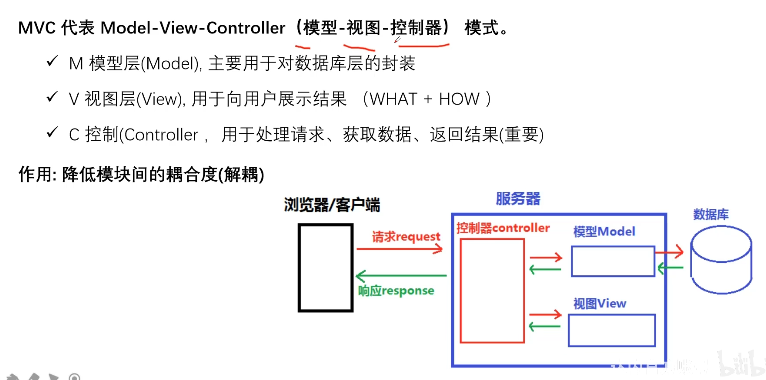 MVC 代表 Model-View-Controller（模型-视图-控制器） 模式。
✓ M 模型层(Model), 主要用于对数据库层的封装
✓ V 视图层(View), 用于向用户展示结果 （WHAT + HOW ）
✓ C 控制(Controller ，用于处理请求、获取数据、返回结果(重要)
作用: 降低模块间的耦合度(解耦)
浏览器/客户端
服务器
数据库
请求request
控制器controller
模型Model
响应response
视图View
bilibili